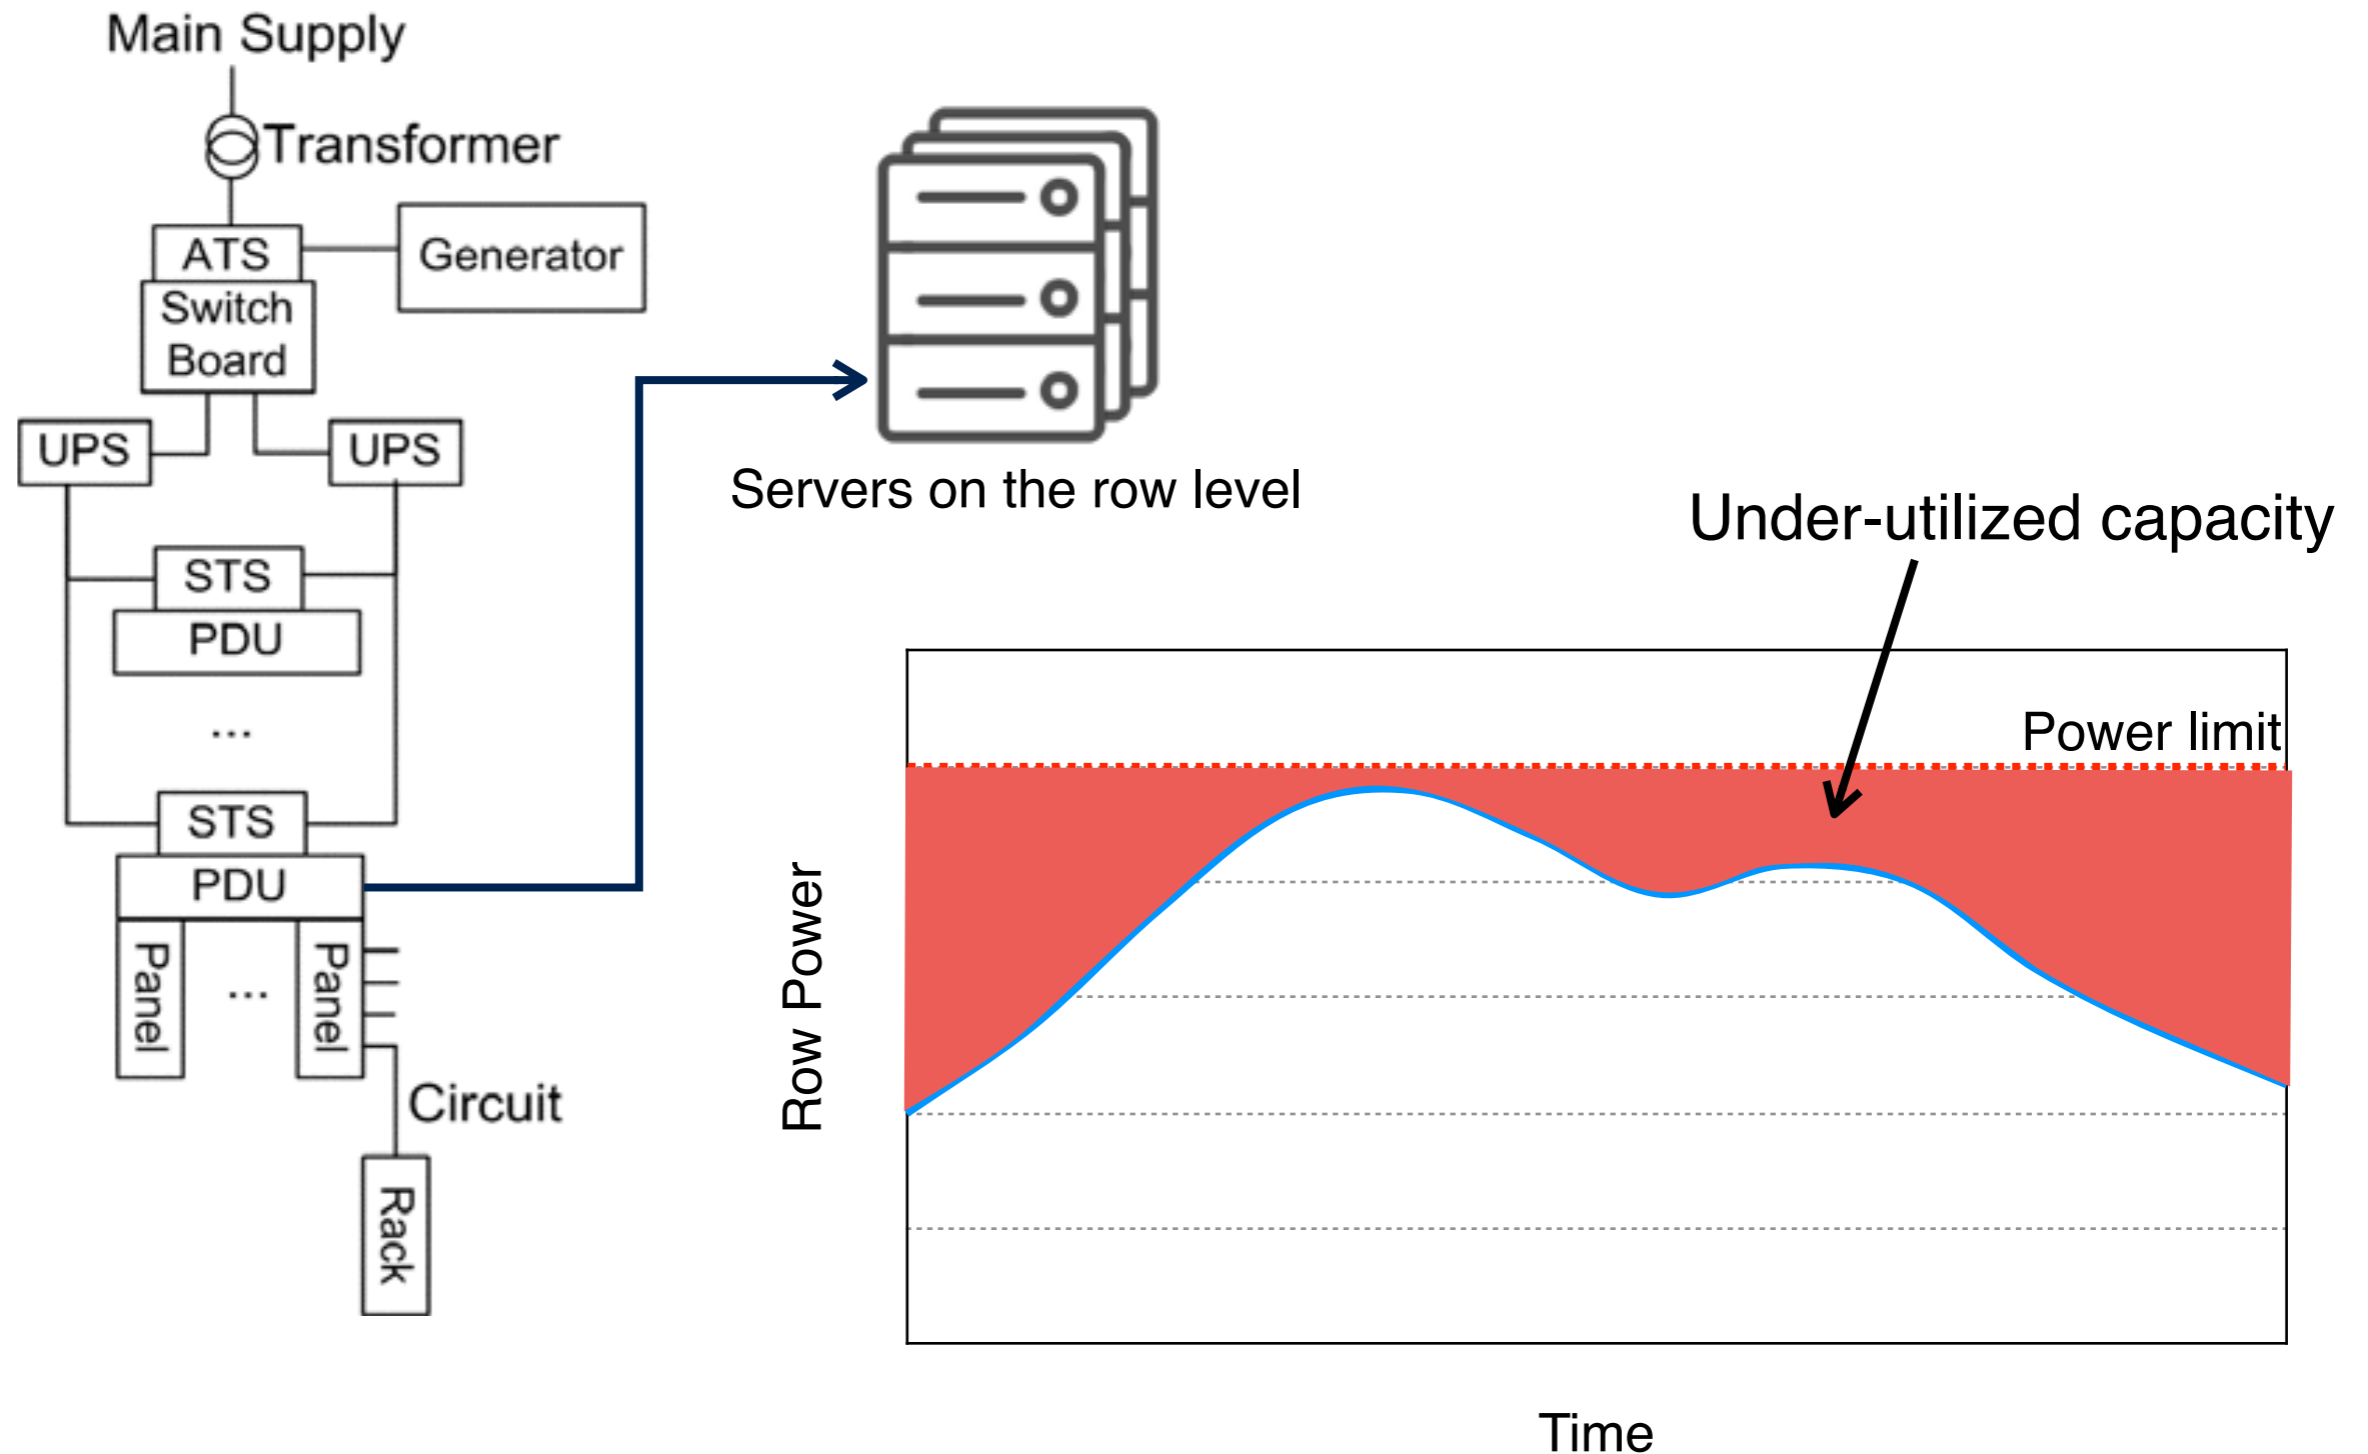 Main Supply
Transformer
ATS
Generator
Switch
Board
UPS
UPS
STS
PDU
...
STS
PDU
Panel
...
Panel
Circuit
Rack
Servers on the row level
Under-utilized capacity
Power limit
Row Power
Time